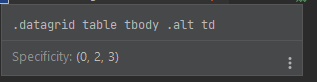 .datagrid table tbody .alt td
Specificity: (0, 2, 3)